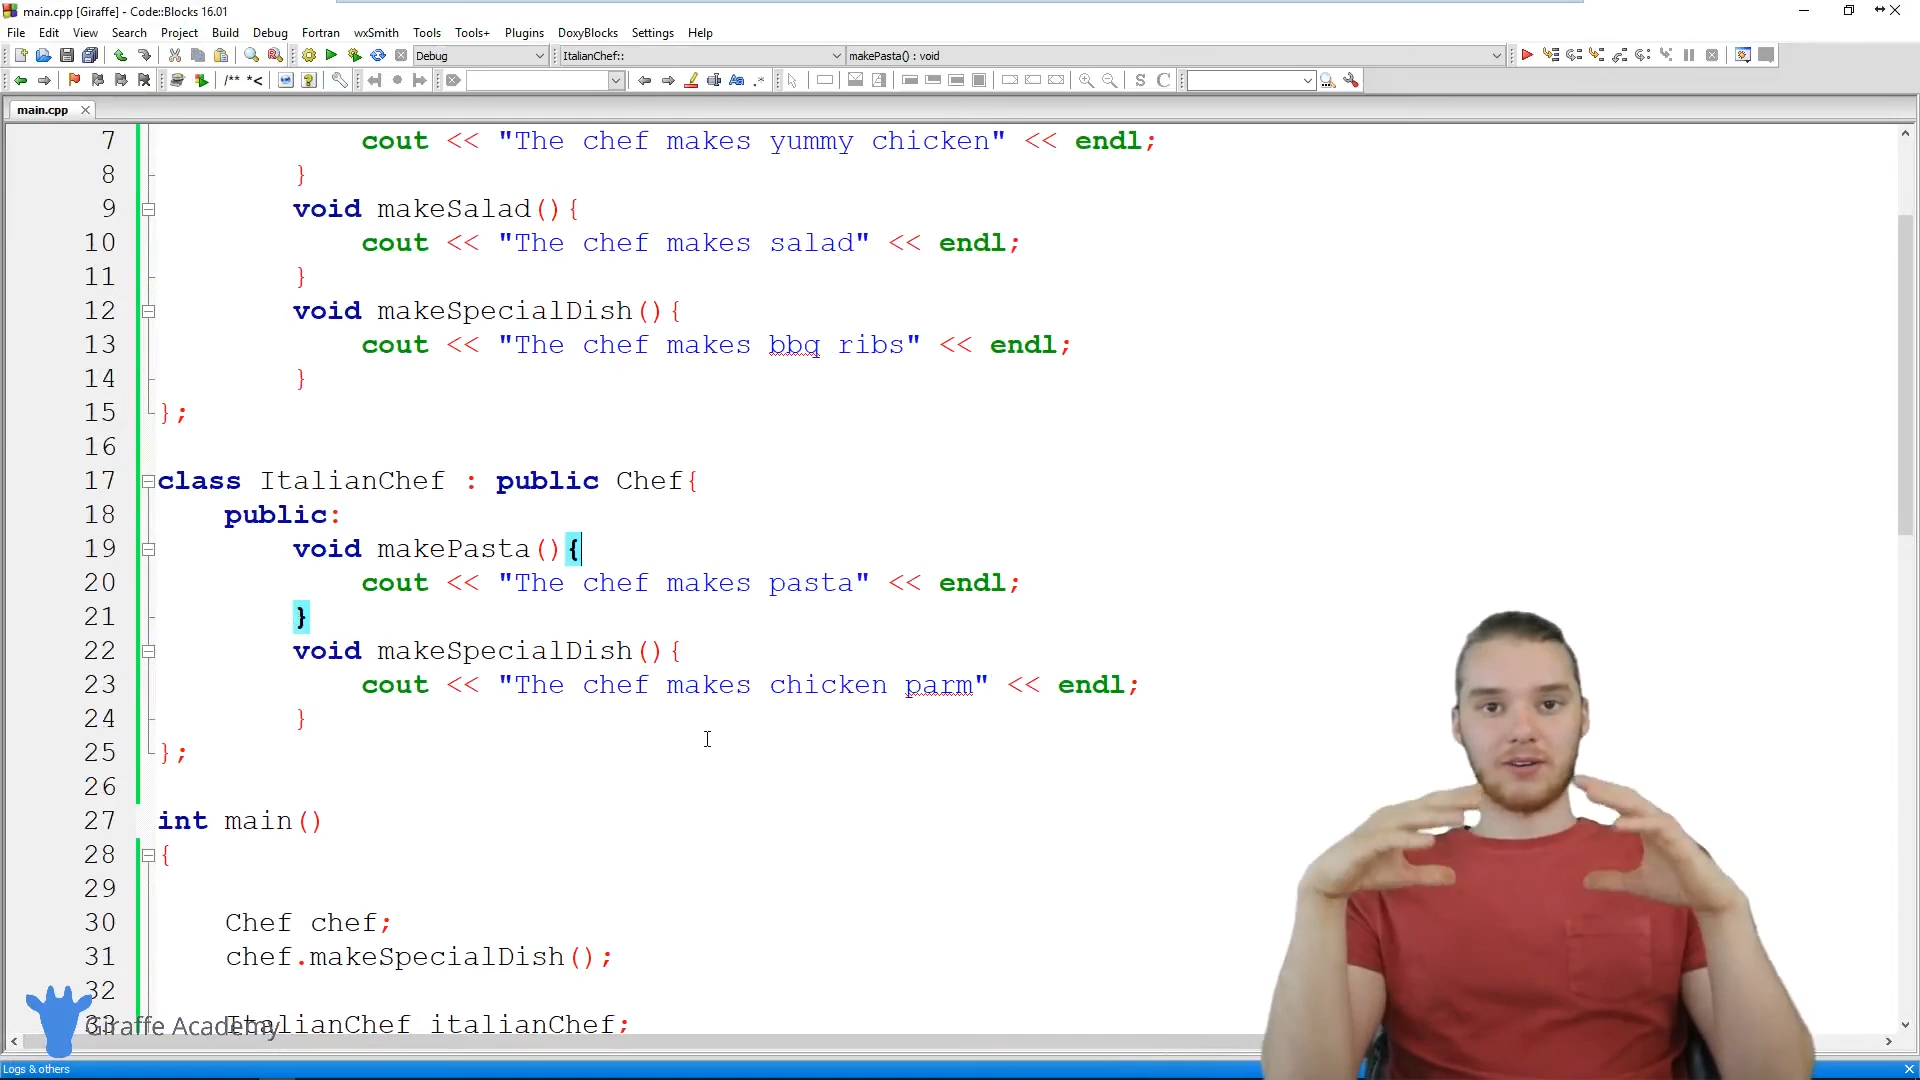 main.cpp [Giraffe] - Code::Blocks 16.01
File Edit View Search Project Build Debug Fortran wxSmith Tools Tools+ Plugins DoxyBlocks Settings Help
Debug ItalianChef:: makePasta() : void
/** *<
Aa .* S C
main.cpp
7 cout << "The chef makes yummy chicken" << endl;
8 }
9 void makeSalad(){
10 cout << "The chef makes salad" << endl;
11 }
12 void makeSpecialDish(){
13 cout << "The chef makes bbq ribs" << endl;
14 }
15 };
16
17 class ItalianChef : public Chef{
18 public:
19 void makePasta(){
20 cout << "The chef makes pasta" << endl;
21 }
22 void makeSpecialDish(){
23 cout << "The chef makes chicken parm" << endl;
24 }
25 };
26
27 int main()
28 {
29
30 Chef chef;
31 chef.makeSpecialDish();
32
33 ItalianChef italianChef;
Giraffe Academy
Logs & others